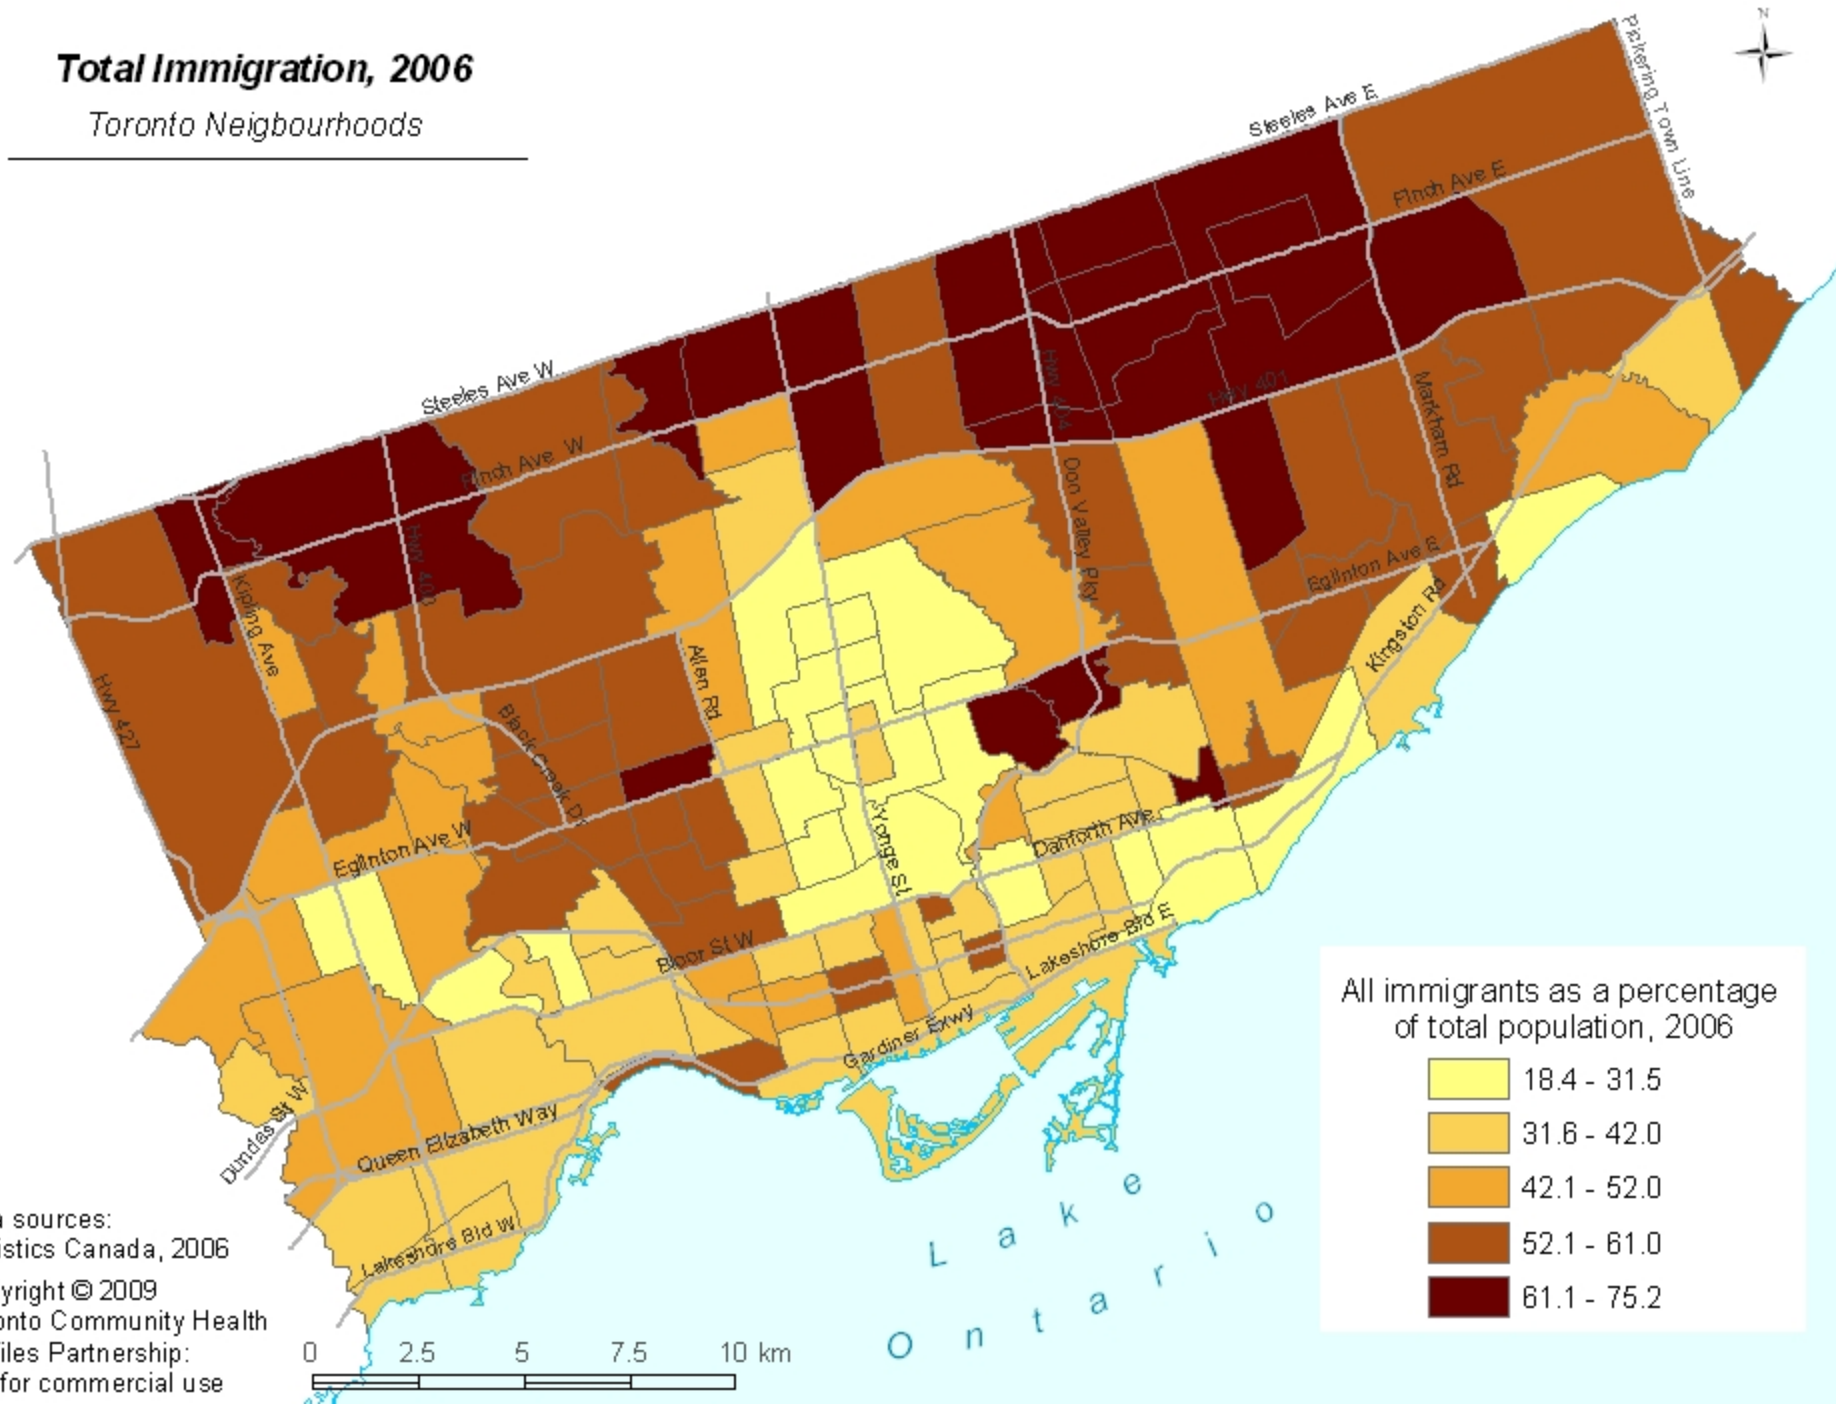 Total Immigration, 2006
Toronto Neigbourhoods
N
Pickering Town Line
Steeles Ave E
Finch Ave E
Steeles Ave W
Finch Ave W
Hwy 404
Hwy 401
Markham Rd
Don Valley Pky
Hwy 400
Kipling Ave
Hwy 427
Allen Rd
Black Creek Dr
Eglinton Ave E
Kingston Rd
Eglinton Ave W
Yonge St
Danforth Ave
Bloor St W
Lakeshore Bld E
Gardiner Exwy
Dundas St W
Queen Elizabeth Way
Lakeshore Bld W
Lake
Ontario
All immigrants as a percentage
of total population, 2006
18.4 - 31.5
31.6 - 42.0
42.1 - 52.0
52.1 - 61.0
61.1 - 75.2
a sources:
istics Canada, 2006
yright © 2009
onto Community Health
files Partnership:
for commercial use
0 2.5 5 7.5 10 km